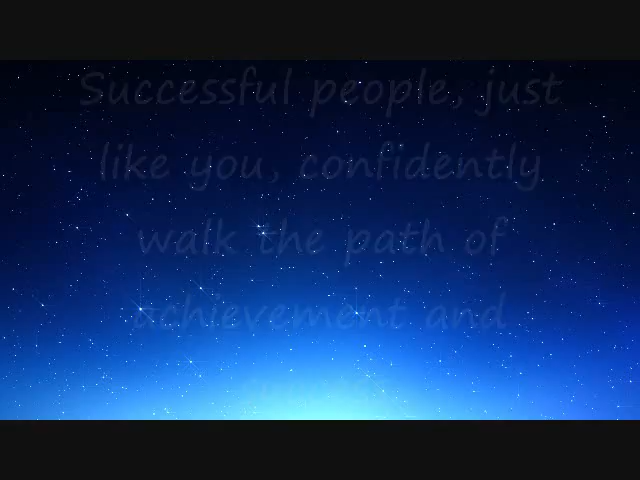 Successful people, just
like you, confidently
walk the path of
achievement and